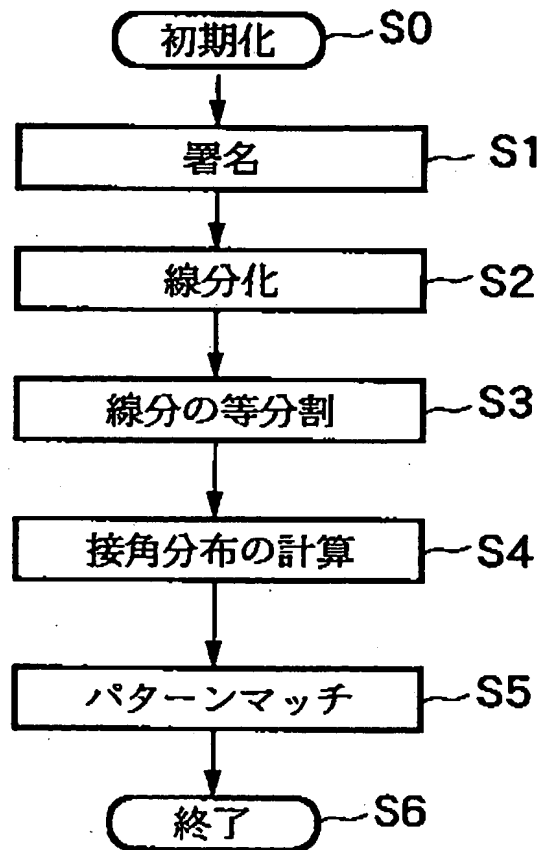 初期化 S0
署名 S1
線分化 S2
線分の等分割 S3
接角分布の計算 S4
パターンマッチ S5
終了 S6